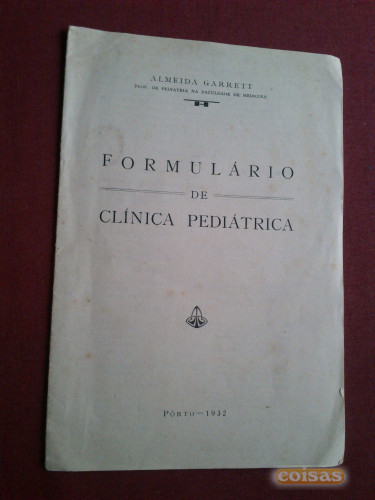 ALMEIDA GARRETT
PROF. DE PEDIATRIA NA FACULDADE DE MEDICINA
FORMULÁRIO
DE
CLÍNICA PEDIÁTRICA
PÔRTO—1932
coisas